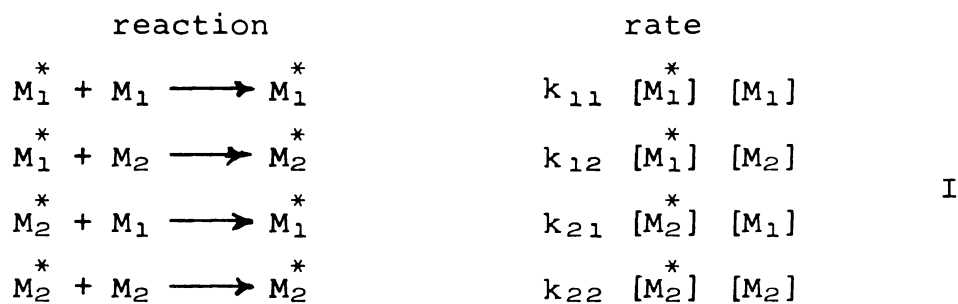 reaction rate
M₁* + M₁ ⟶ M₁* k₁₁ [M₁*] [M₁]
M₁* + M₂ ⟶ M₂* k₁₂ [M₁*] [M₂]
I
M₂* + M₁ ⟶ M₁* k₂₁ [M₂*] [M₁]
M₂* + M₂ ⟶ M₂* k₂₂ [M₂*] [M₂]